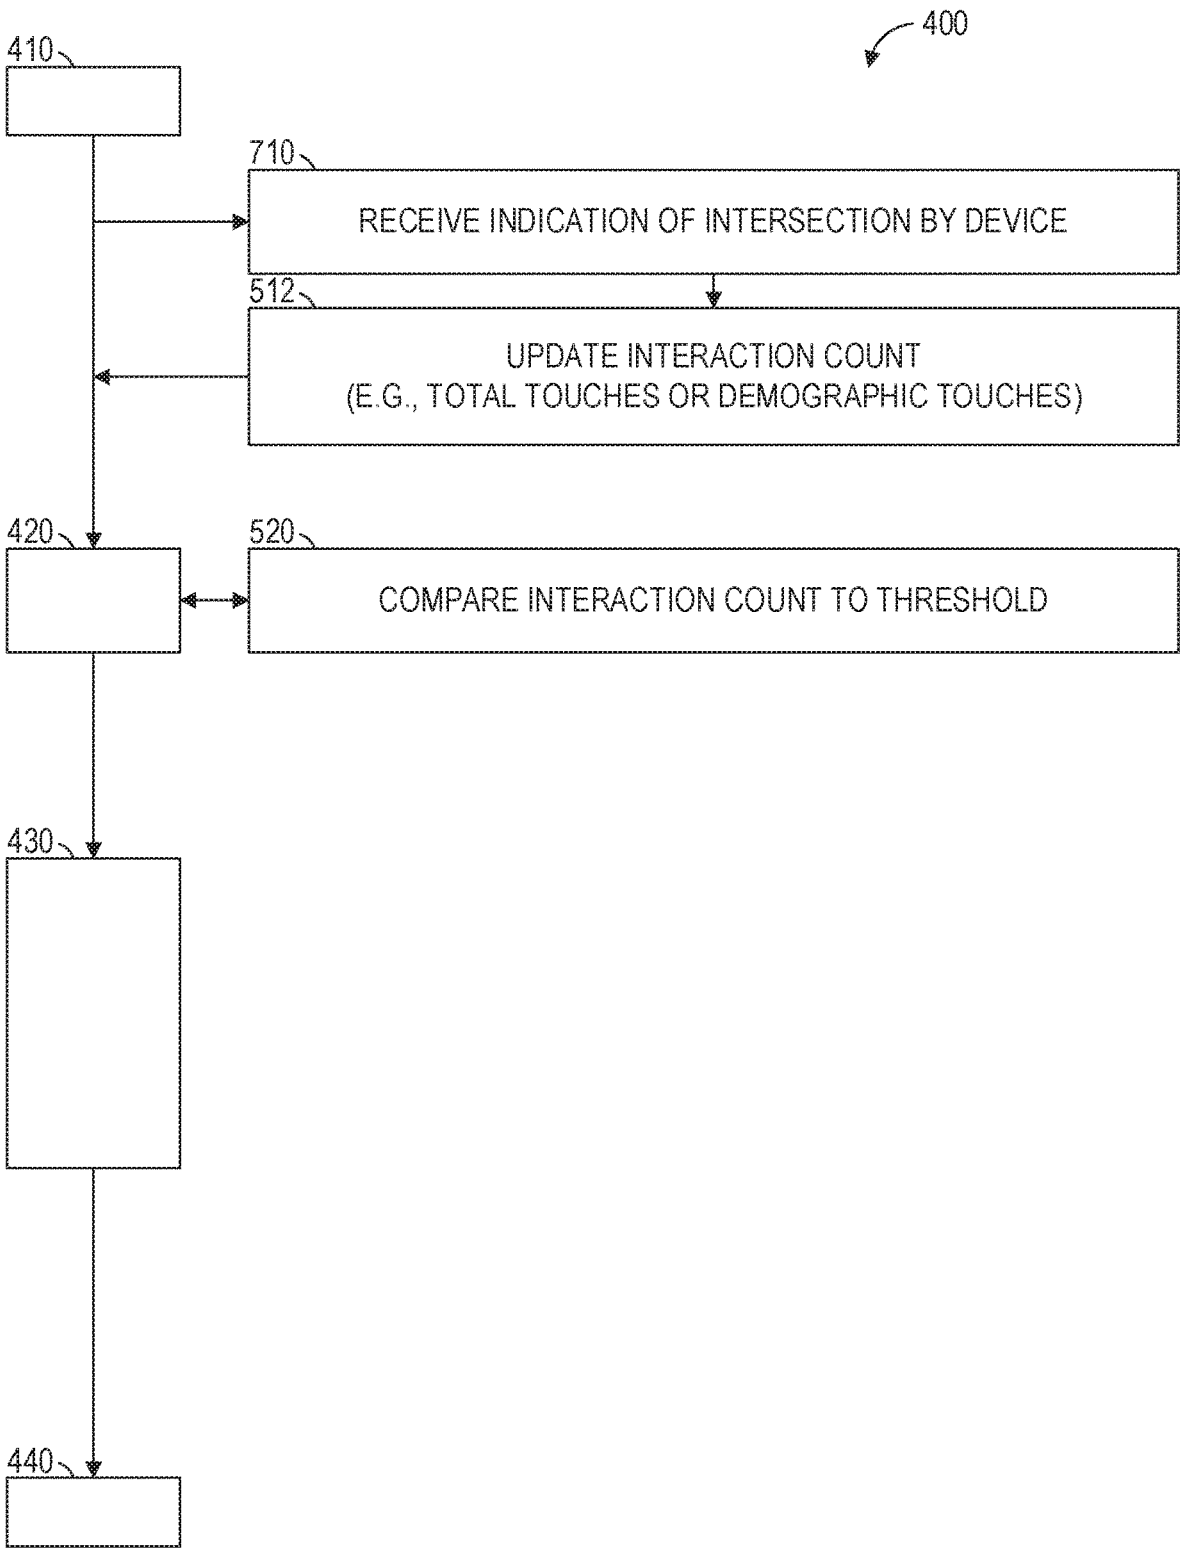 400
410
710
RECEIVE INDICATION OF INTERSECTION BY DEVICE
512
UPDATE INTERACTION COUNT
(E.G., TOTAL TOUCHES OR DEMOGRAPHIC TOUCHES)
420
520
COMPARE INTERACTION COUNT TO THRESHOLD
430
440